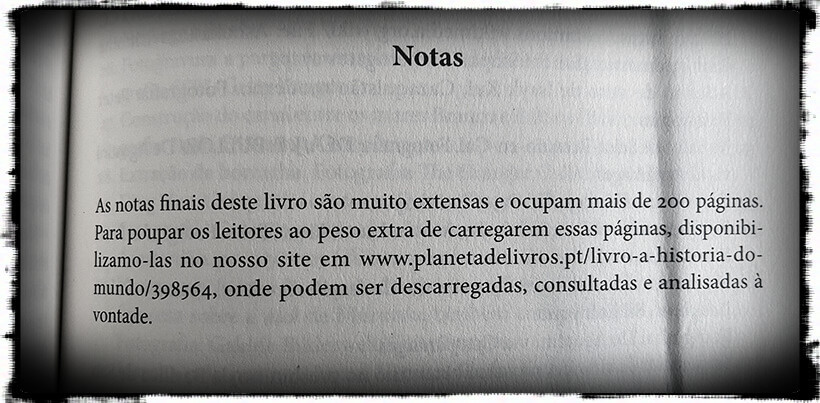 Notas
As notas finais deste livro são muito extensas e ocupam mais de 200 páginas.
Para poupar os leitores ao peso extra de carregarem essas páginas, disponibi-
lizamo-las no nosso site em www.planetadelivros.pt/livro-a-historia-do-
mundo/398564, onde podem ser descarregadas, consultadas e analisadas à
vontade.